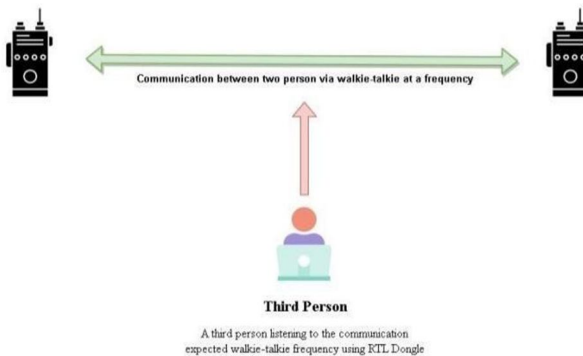 Communication between two person via walkie-talkie at a frequency
Third Person
A third person listening to the communication
expected walkie-talkie frequency using RTL Dongle